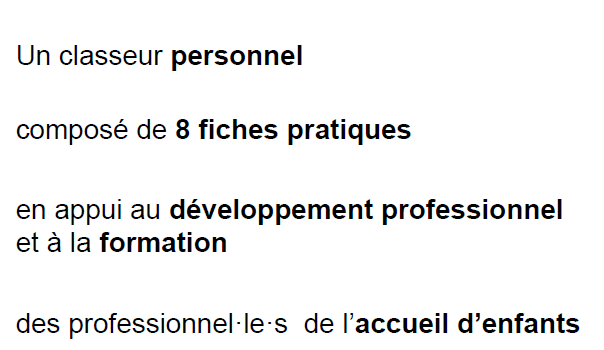 Un classeur personnel
composé de 8 fiches pratiques
en appui au développement professionnel
et à la formation
des professionnel·le·s  de l’accueil d’enfants